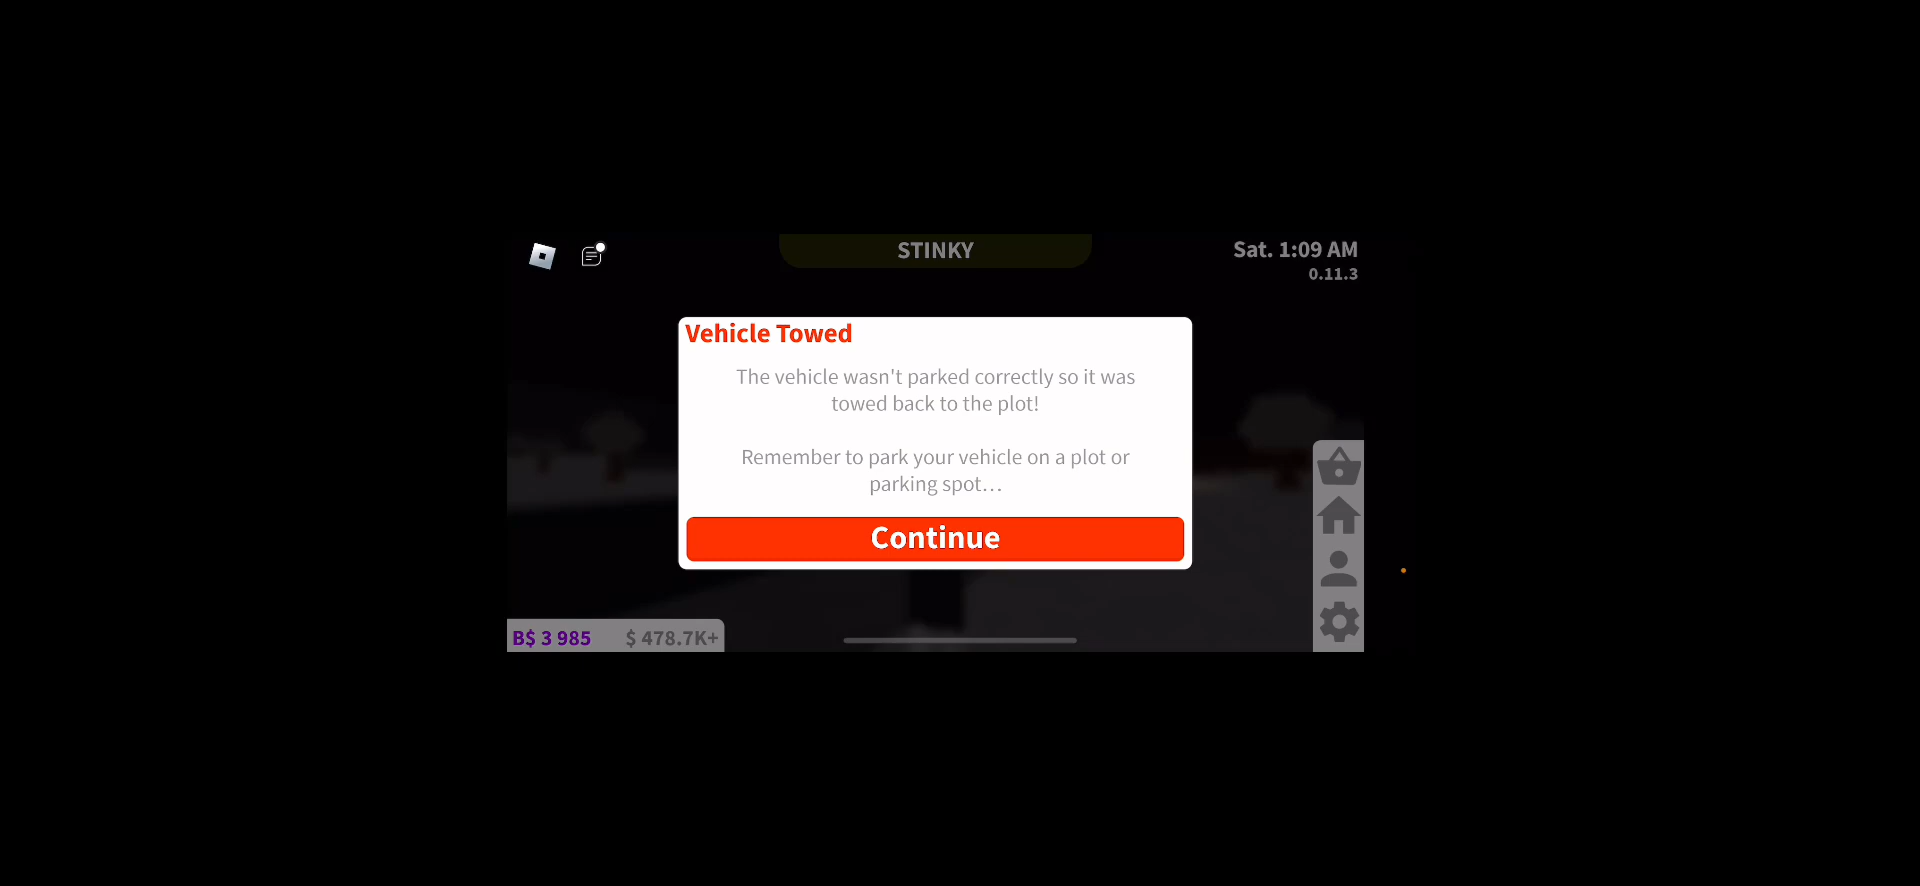 STINKY
Sat. 1:09 AM
0.11.3
Vehicle Towed
The vehicle wasn't parked correctly so it was
towed back to the plot!
Remember to park your vehicle on a plot or
parking spot...
Continue
B$ 3 985 $ 478.7K+